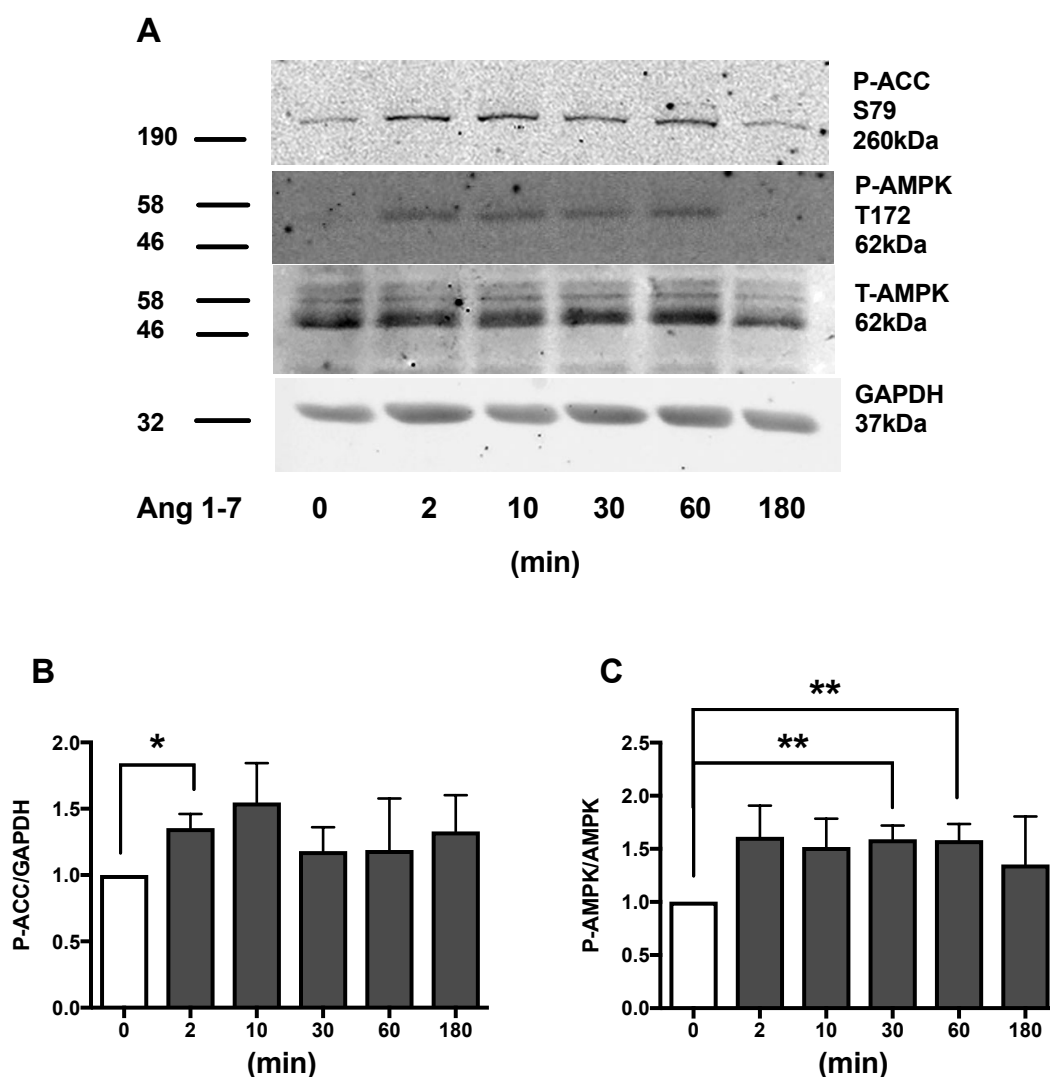 A
P-ACC
S79
260kDa
190
P-AMPK
T172
62kDa
58
46
T-AMPK
62kDa
58
46
GAPDH
37kDa
32
Ang 1-7 0 2 10 30 60 180
(min)
B
*
2.0
1.5
1.0
0.5
0.0
P-ACC/GAPDH
0 2 10 30 60 180
(min)
C
**
**
2.5
2.0
1.5
1.0
0.5
0.0
P-AMPK/AMPK
0 2 10 30 60 180
(min)